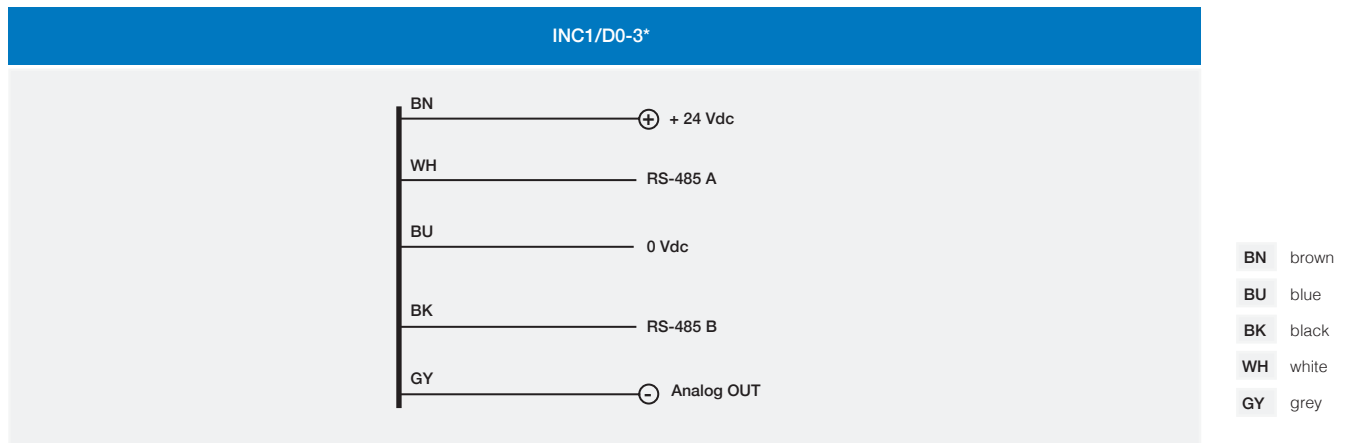 INC1/D0-3*
BN
+ + 24 Vdc
WH
RS-485 A
BU
0 Vdc
BK
RS-485 B
GY
- Analog OUT
BN brown
BU blue
BK black
WH white
GY grey